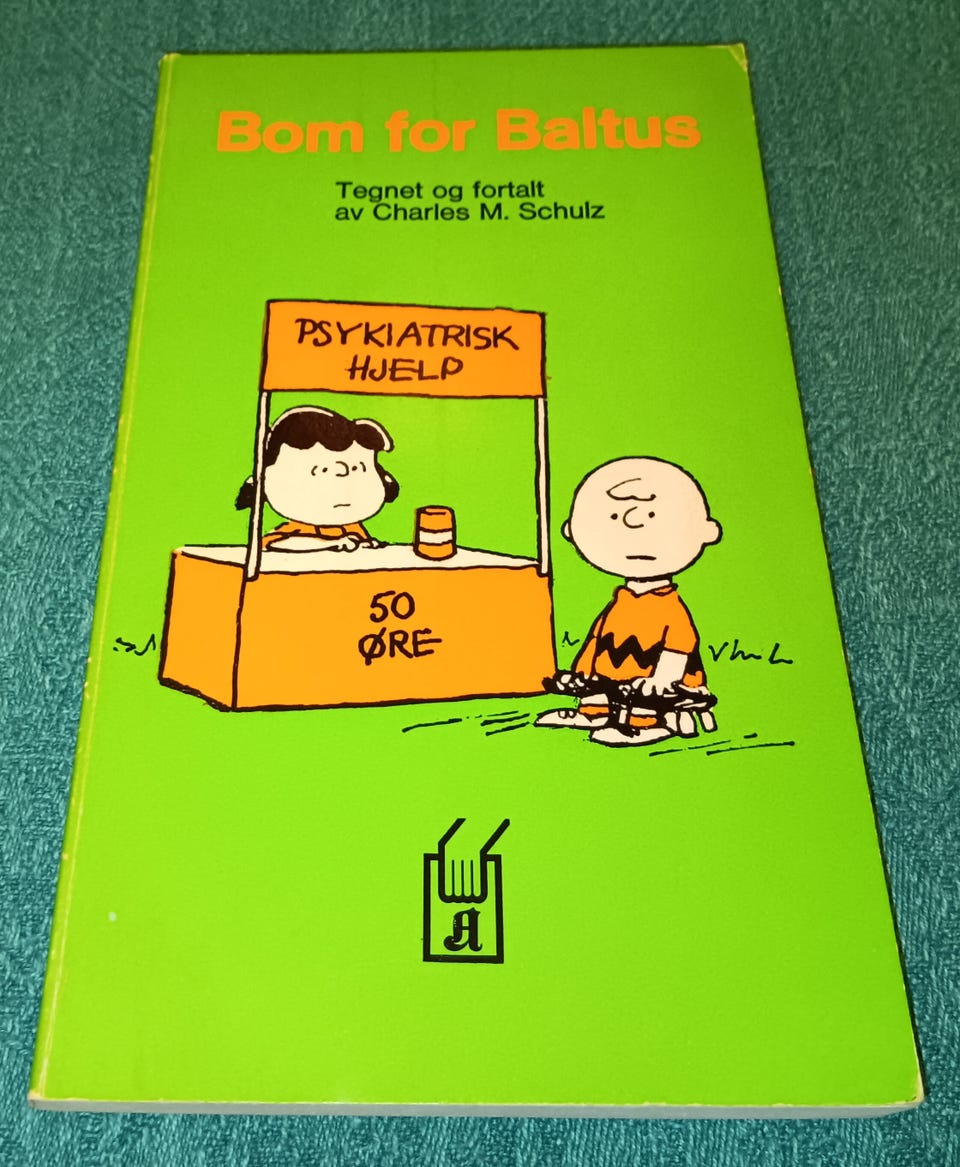 Bom for Baltus
Tegnet og fortalt
av Charles M. Schulz
PSYKIATRISK
HJELP
50
ØRE
A